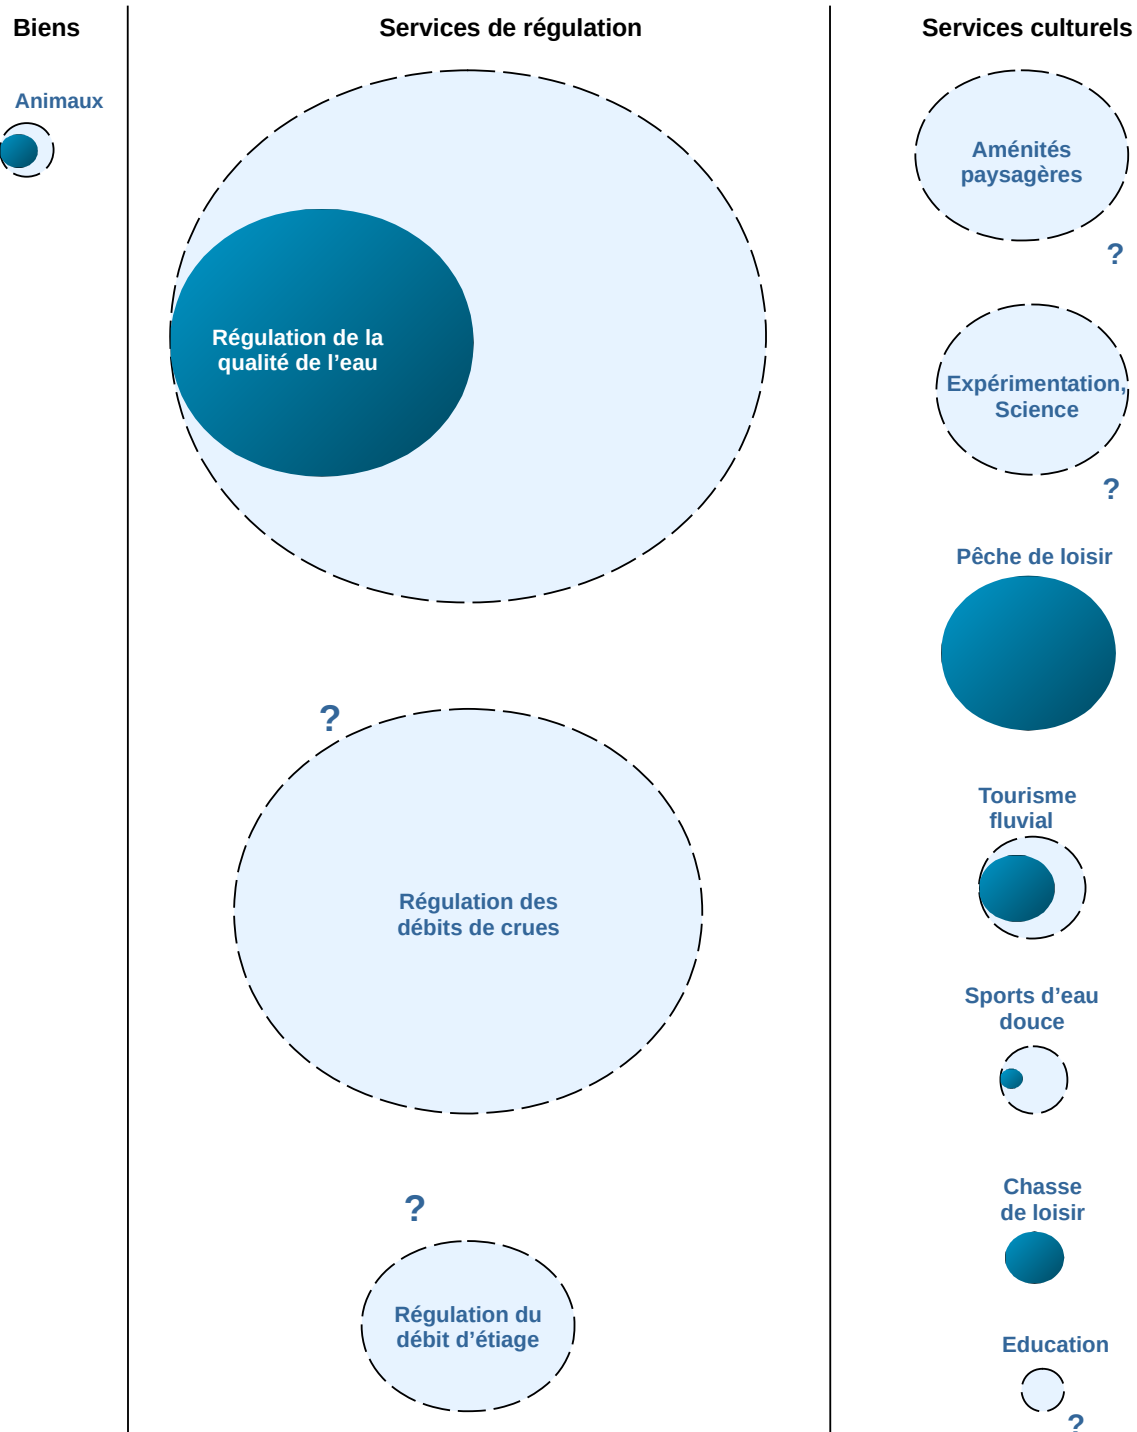 Biens
Services de régulation
Services culturels
Animaux
Régulation de la
qualité de l’eau
?
Régulation des
débits de crues
?
Régulation du
débit d’étiage
Aménités
paysagères
?
Expérimentation,
Science
?
Pêche de loisir
Tourisme
fluvial
Sports d’eau
douce
Chasse
de loisir
Education
?